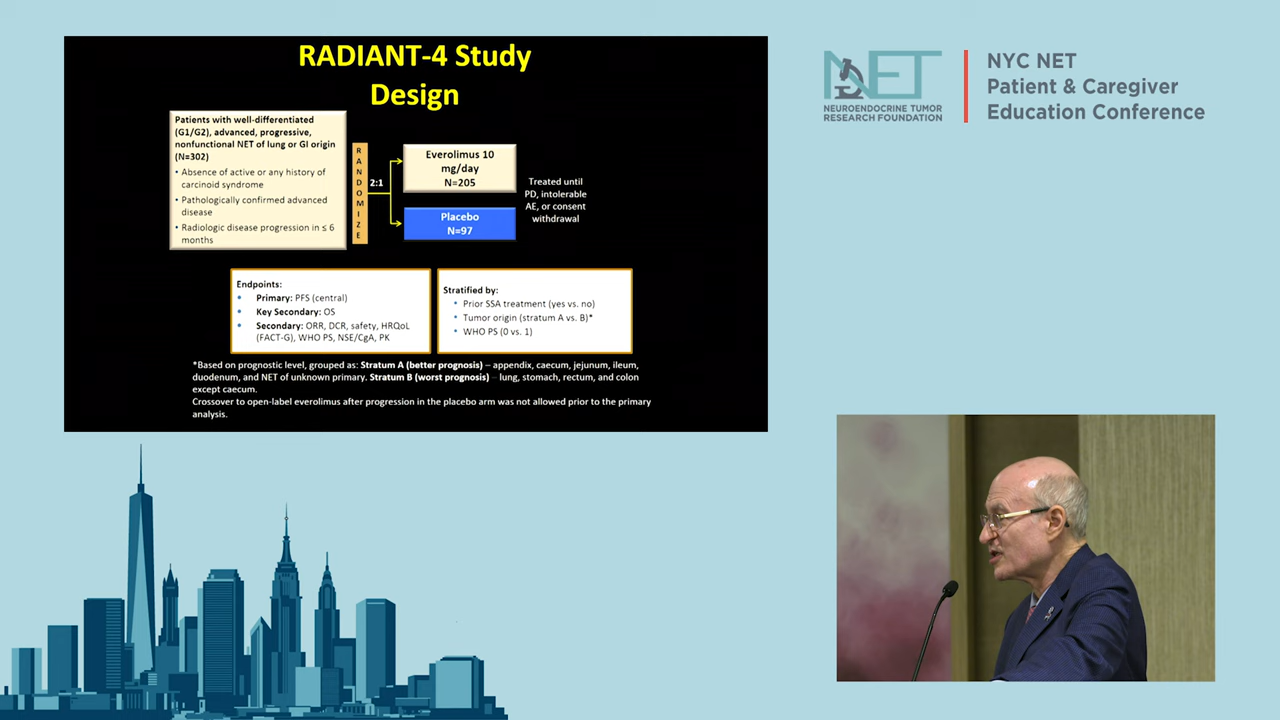 RADIANT-4 Study
Design
Patients with well-differentiated
(G1/G2), advanced, progressive,
nonfunctional NET of lung or GI origin
(N=302)
• Absence of active or any history of
carcinoid syndrome
• Pathologically confirmed advanced
disease
• Radiologic disease progression in ≤ 6
months
RANDOMIZE
2:1
Everolimus 10
mg/day
N=205
Placebo
N=97
Treated until
PD, intolerable
AE, or consent
withdrawal
Endpoints:
• Primary: PFS (central)
• Key Secondary: OS
• Secondary: ORR, DCR, safety, HRQoL
(FACT-G), WHO PS, NSE/CgA, PK
Stratified by:
• Prior SSA treatment (yes vs. no)
• Tumor origin (stratum A vs. B)*
• WHO PS (0 vs. 1)
*Based on prognostic level, grouped as: Stratum A (better prognosis) – appendix, caecum, jejunum, ileum,
duodenum, and NET of unknown primary. Stratum B (worst prognosis) – lung, stomach, rectum, and colon
except caecum.
Crossover to open-label everolimus after progression in the placebo arm was not allowed prior to the primary
analysis.
NET
NEUROENDOCRINE TUMOR
RESEARCH FOUNDATION
NYC NET
Patient & Caregiver
Education Conference